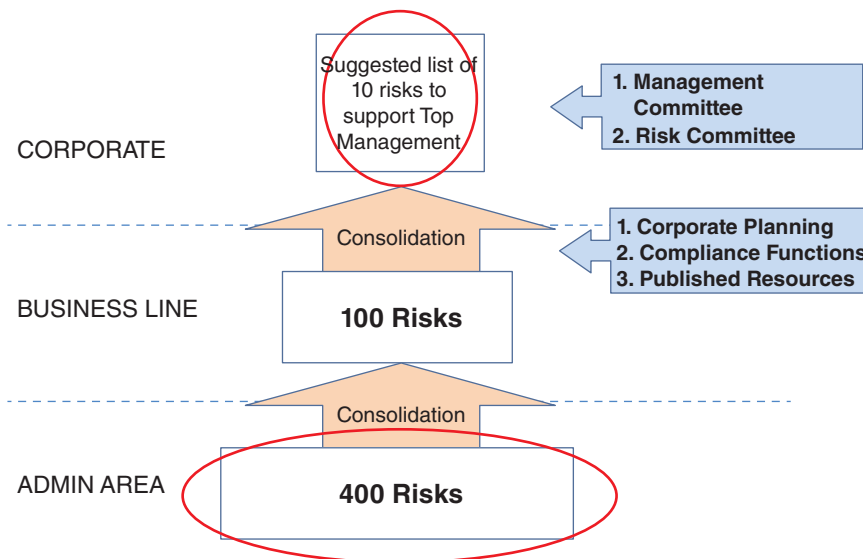 Suggested list of
10 risks to
support Top
Management
1. Management
Committee
2. Risk Committee
CORPORATE
Consolidation
1. Corporate Planning
2. Compliance Functions
3. Published Resources
BUSINESS LINE
100 Risks
Consolidation
ADMIN AREA
400 Risks